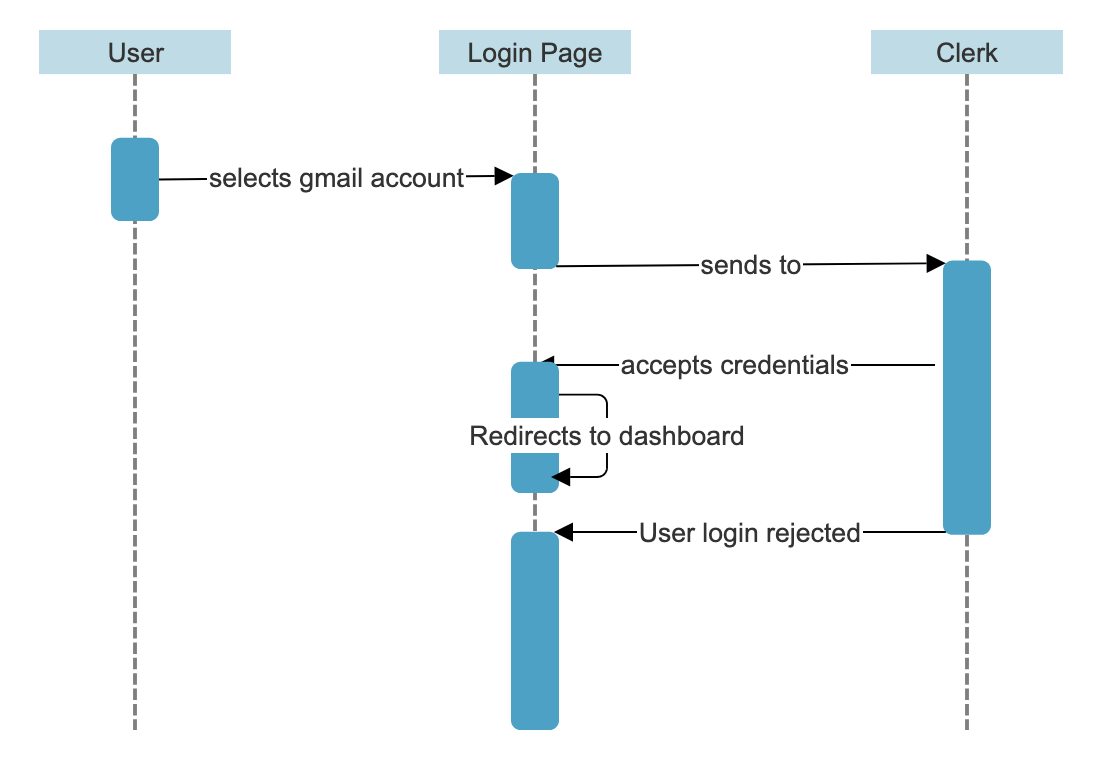 User
Login Page
Clerk
selects gmail account
sends to
accepts credentials
Redirects to dashboard
User login rejected